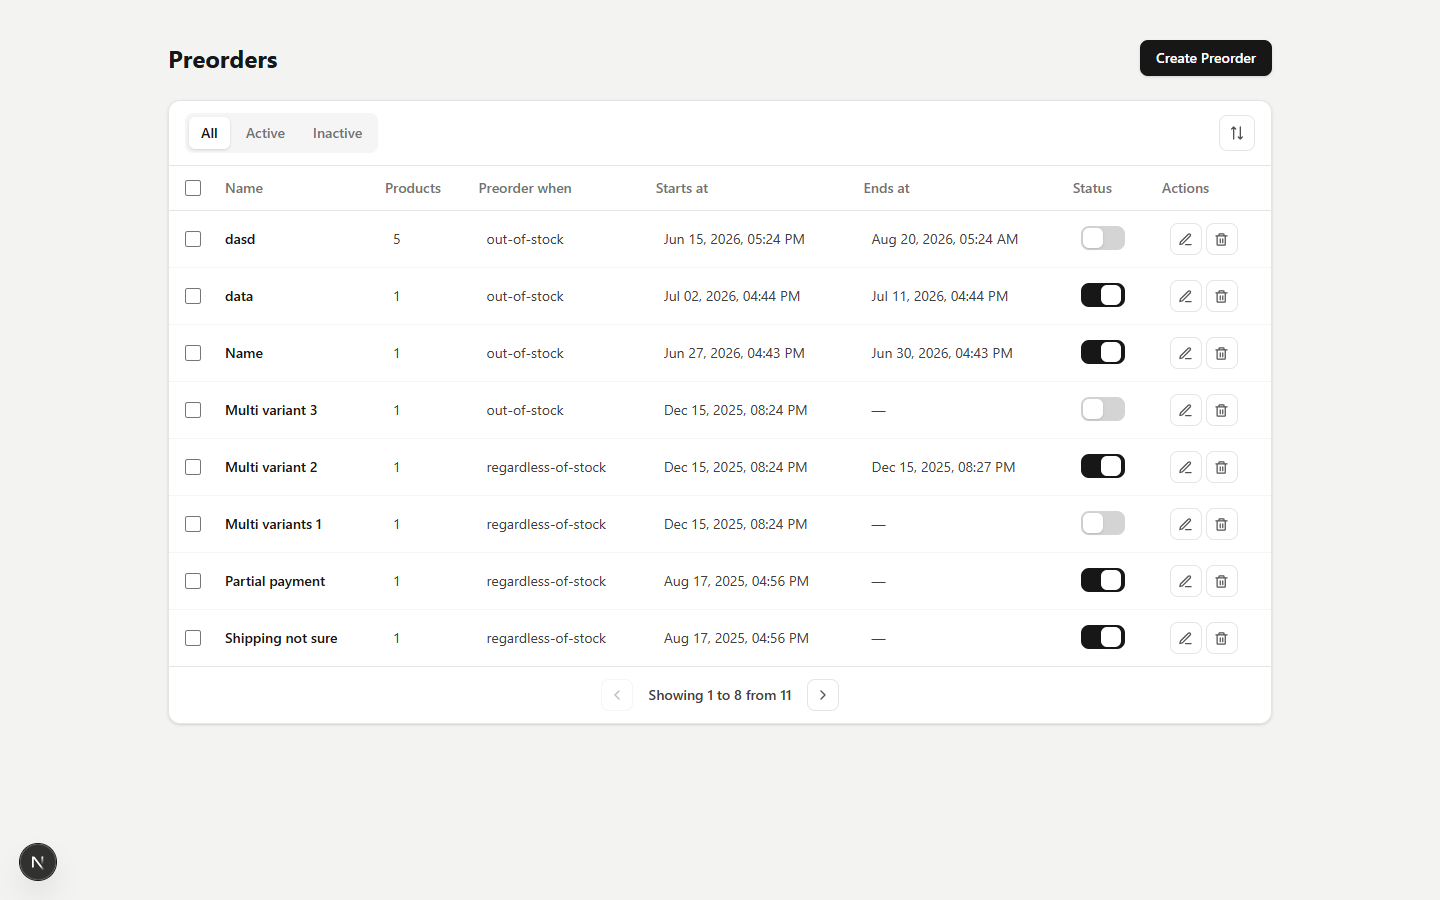 Preorders
Create Preorder
All Active Inactive
Name Products Preorder when Starts at Ends at Status Actions
dasd 5 out-of-stock Jun 15, 2026, 05:24 PM Aug 20, 2026, 05:24 AM
data 1 out-of-stock Jul 02, 2026, 04:44 PM Jul 11, 2026, 04:44 PM
Name 1 out-of-stock Jun 27, 2026, 04:43 PM Jun 30, 2026, 04:43 PM
Multi variant 3 1 out-of-stock Dec 15, 2025, 08:24 PM —
Multi variant 2 1 regardless-of-stock Dec 15, 2025, 08:24 PM Dec 15, 2025, 08:27 PM
Multi variants 1 1 regardless-of-stock Dec 15, 2025, 08:24 PM —
Partial payment 1 regardless-of-stock Aug 17, 2025, 04:56 PM —
Shipping not sure 1 regardless-of-stock Aug 17, 2025, 04:56 PM —
Showing 1 to 8 from 11
N